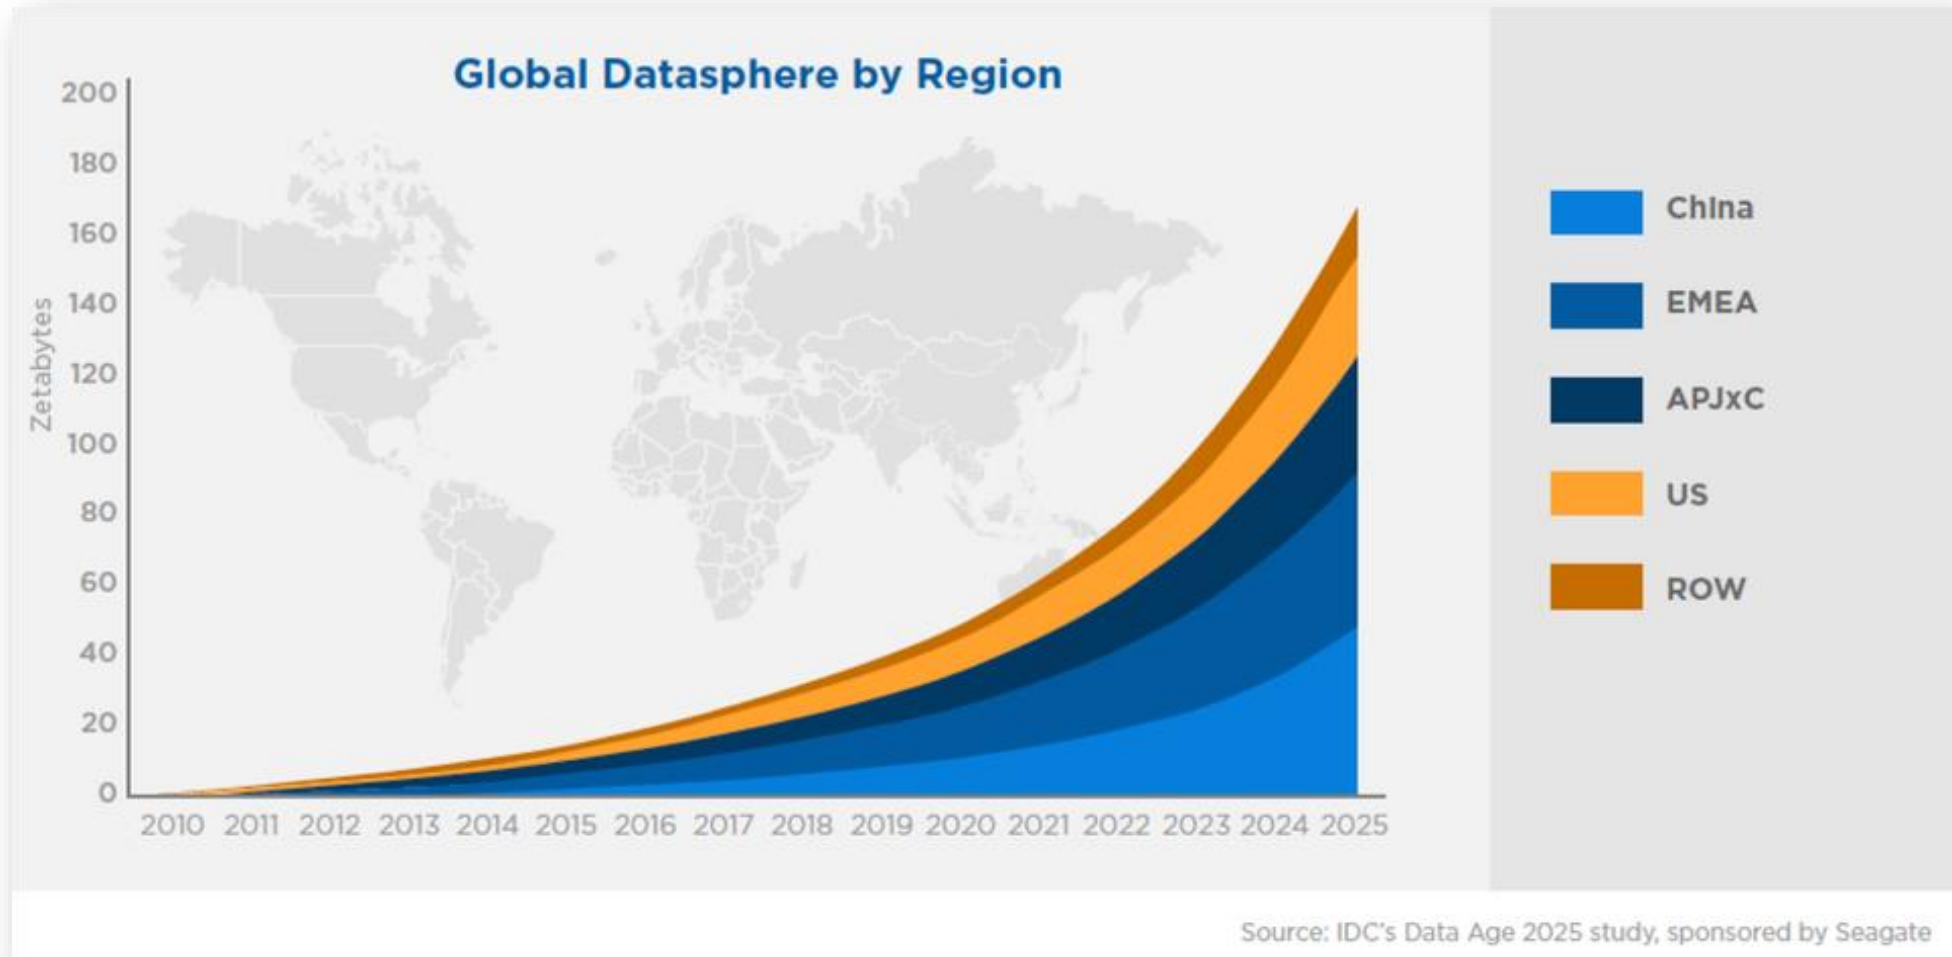 Global Datasphere by Region
200
180
160
140
120
100
80
60
40
20
0
Zetabytes
2010 2011 2012 2013 2014 2015 2016 2017 2018 2019 2020 2021 2022 2023 2024 2025
China
EMEA
APJxC
US
ROW
Source: IDC's Data Age 2025 study, sponsored by Seagate